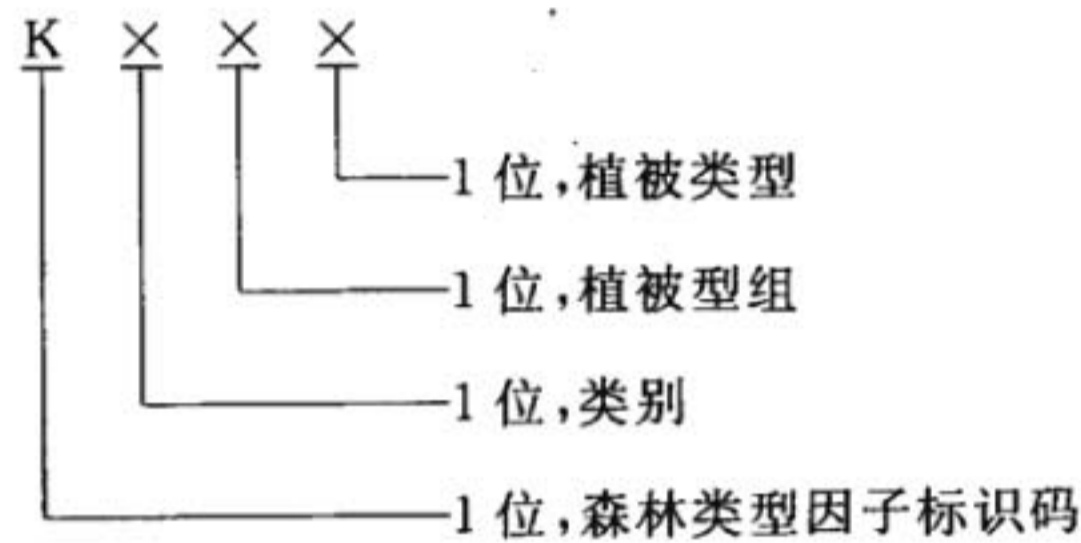 K × × ×
1 位,植被类型
1 位,植被型组
1 位,类别
1 位,森林类型因子标识码